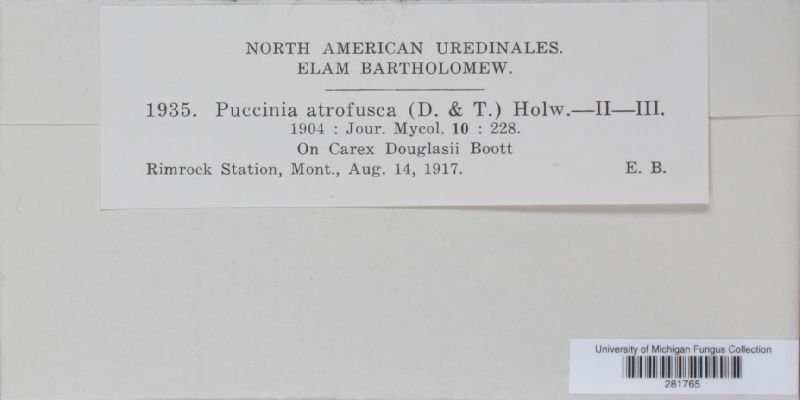 NORTH AMERICAN UREDINALES.
ELAM BARTHOLOMEW.
1935. Puccinia atrofusca (D. & T.) Holw.—II—III.
1904 : Jour. Mycol. 10 : 228.
On Carex Douglasii Boott
Rimrock Station, Mont., Aug. 14, 1917. E. B.
University of Michigan Fungus Collection
281765